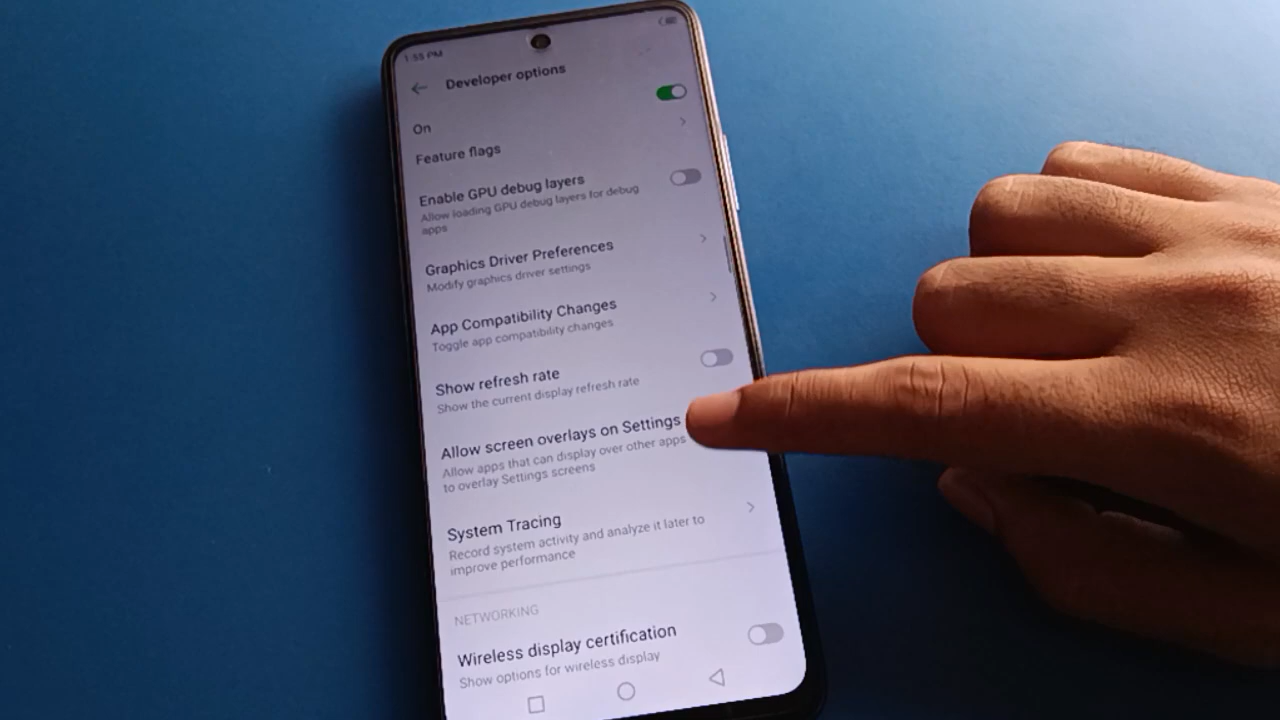 1:55 PM
Developer options
On
Feature flags
Enable GPU debug layers
Allow loading GPU debug layers for debug
apps
Graphics Driver Preferences
Modify graphics driver settings
App Compatibility Changes
Toggle app compatibility changes
Show refresh rate
Show the current display refresh rate
Allow screen overlays on Settings
Allow apps that can display over other apps
to overlay Settings screens
System Tracing
Record system activity and analyze it later to
improve performance
NETWORKING
Wireless display certification
Show options for wireless display